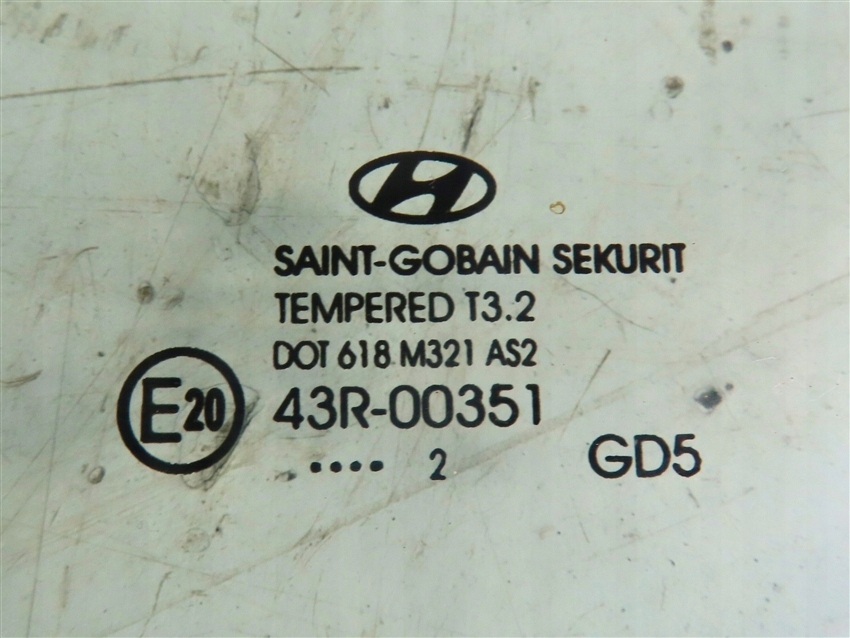 SAINT-GOBAIN SEKURIT
TEMPERED T3.2
DOT 618 M321 AS2
E20 43R-00351
.... 2 GD5